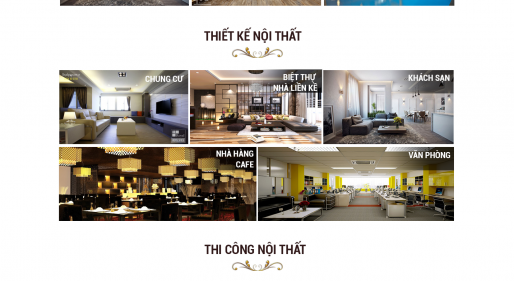 THIẾT KẾ NỘI THẤT
CHUNG CƯ
BIỆT THỰ
NHÀ LIỀN KỀ
KHÁCH SẠN
NHÀ HÀNG
CAFE
VĂN PHÒNG
THI CÔNG NỘI THẤT